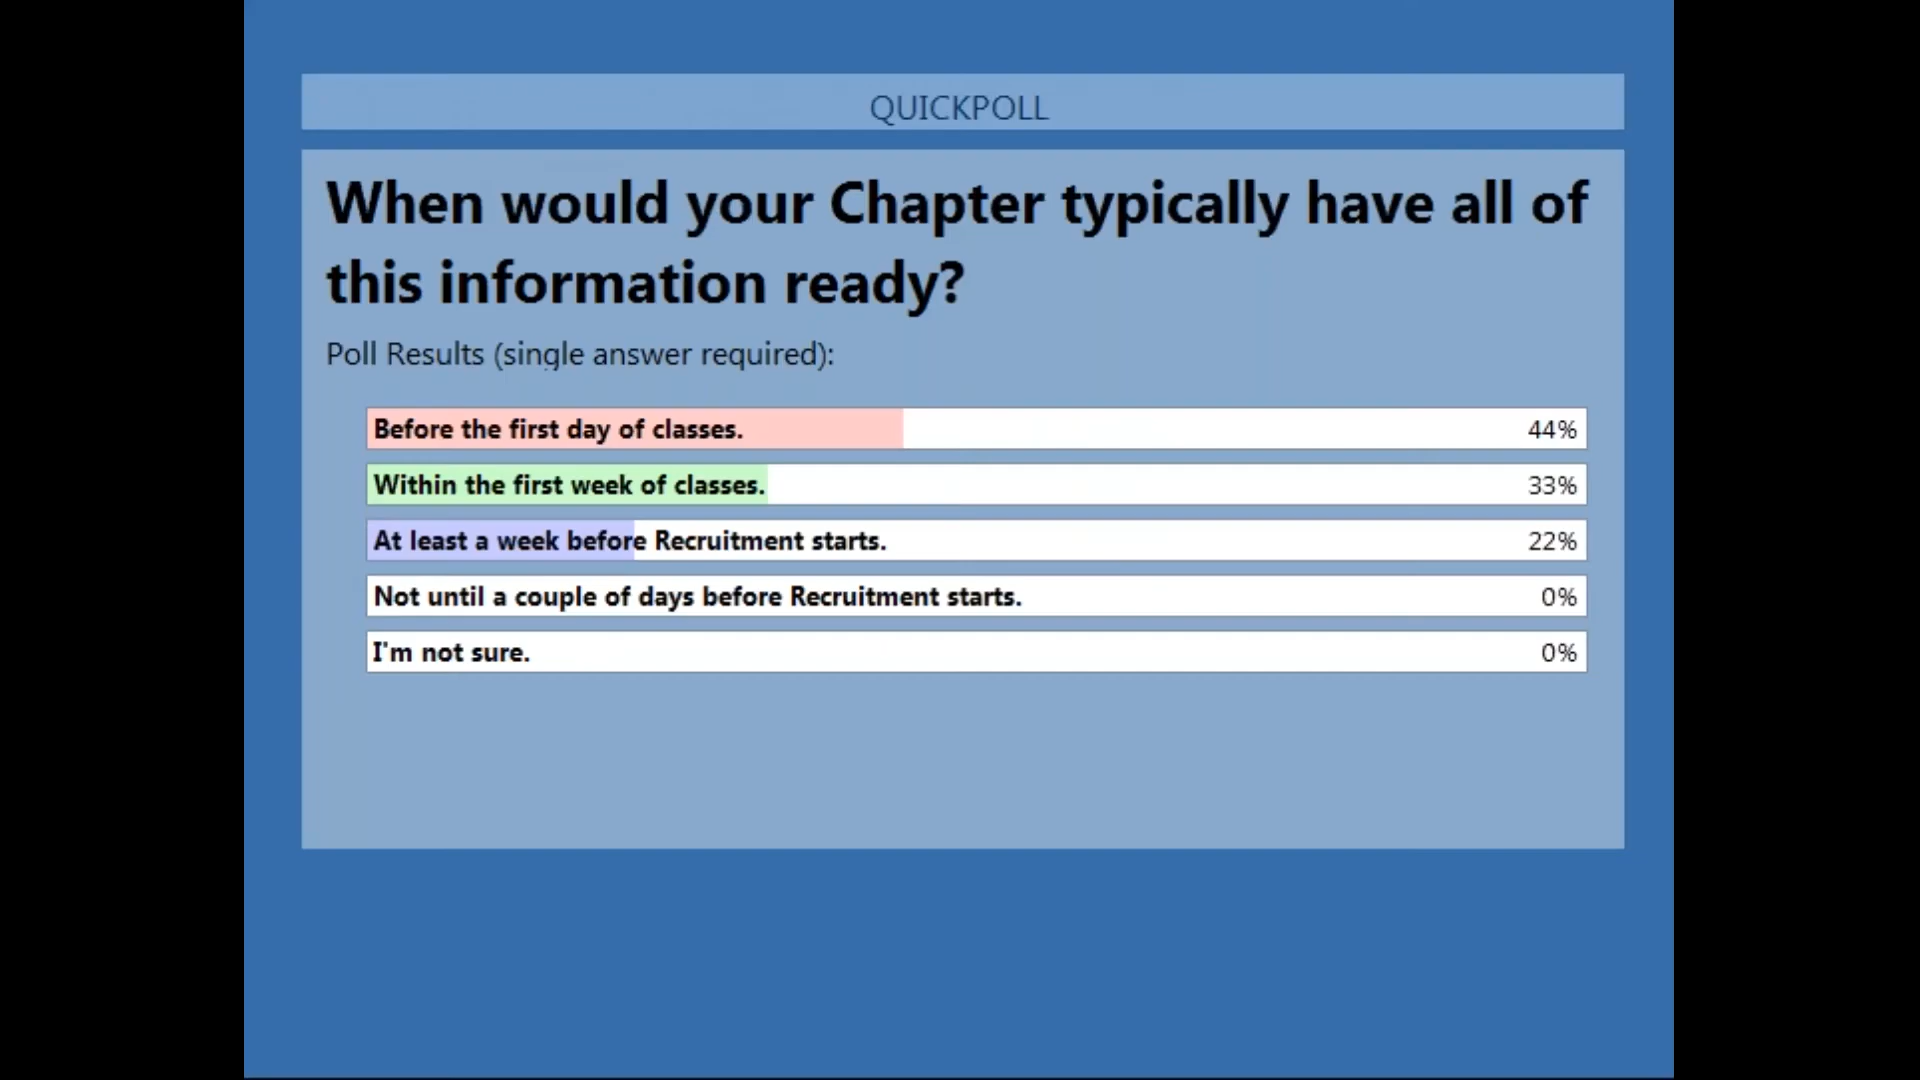 QUICKPOLL
When would your Chapter typically have all of
this information ready?
Poll Results (single answer required):
Before the first day of classes. 44%
Within the first week of classes. 33%
At least a week before Recruitment starts. 22%
Not until a couple of days before Recruitment starts. 0%
I'm not sure. 0%